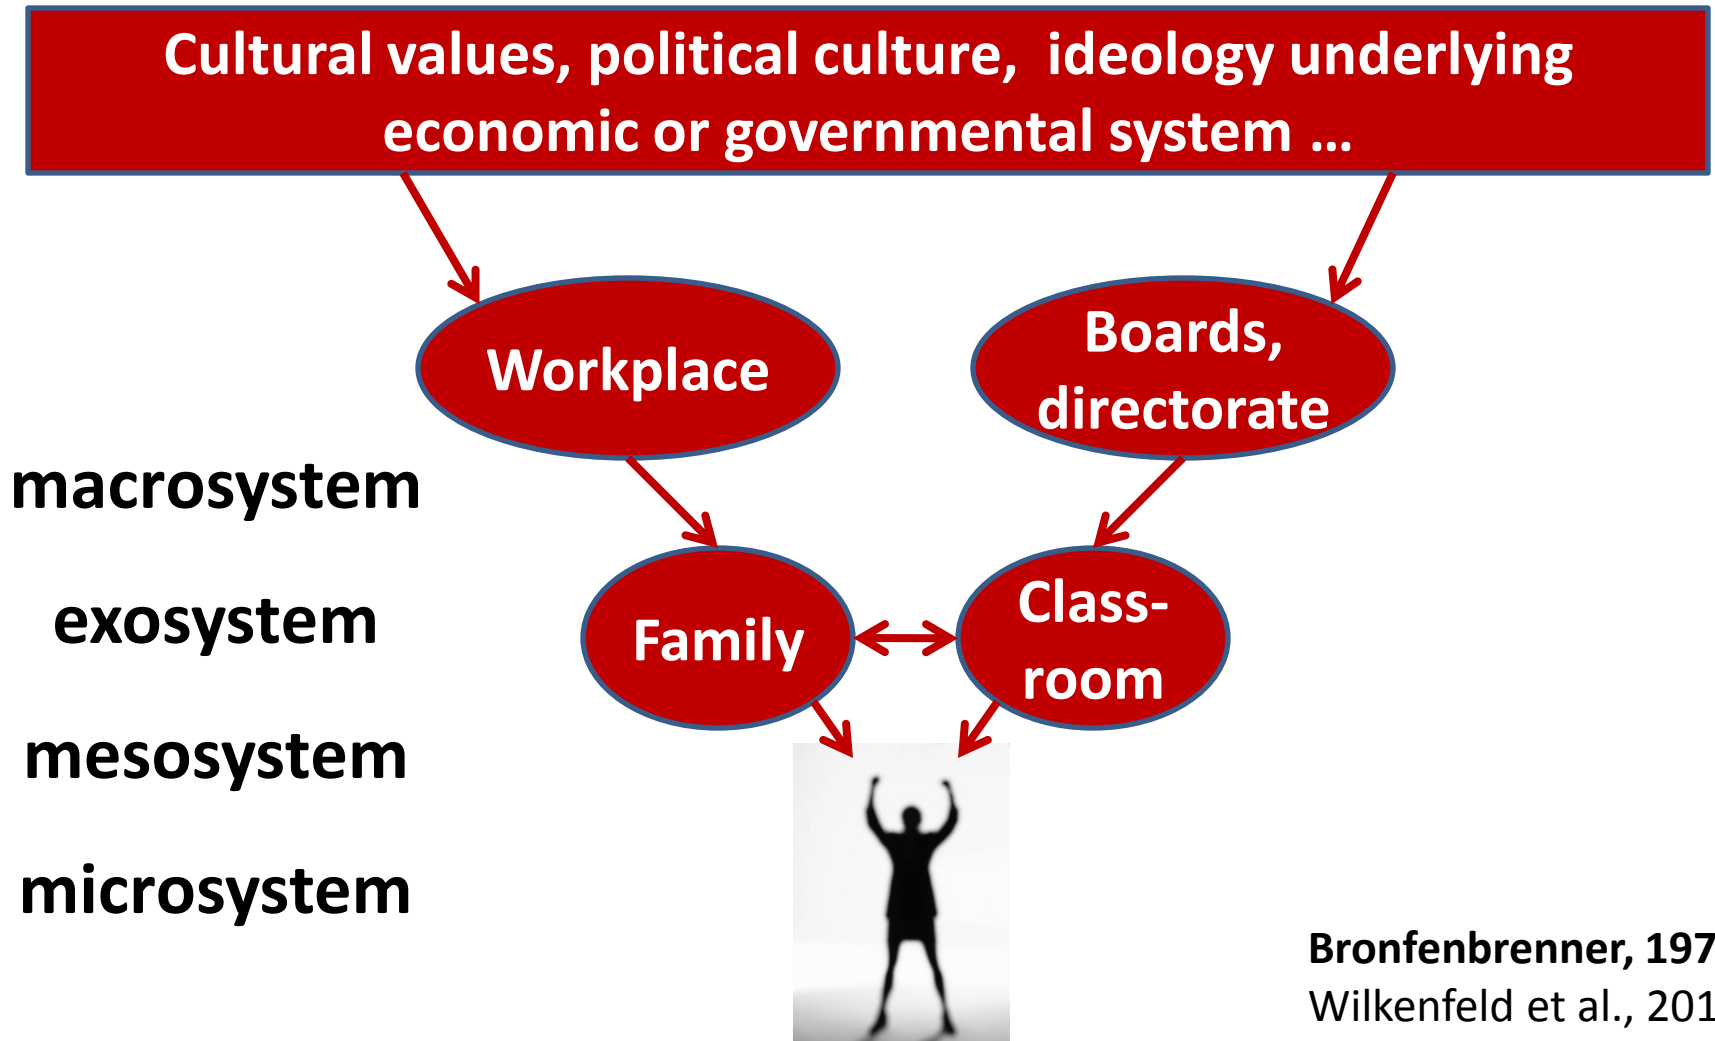 Cultural values, political culture, ideology underlying
economic or governmental system ...
Workplace
Boards,
directorate
macrosystem
exosystem
Family
Class-
room
mesosystem
microsystem
Bronfenbrenner, 197
Wilkenfeld et al., 201